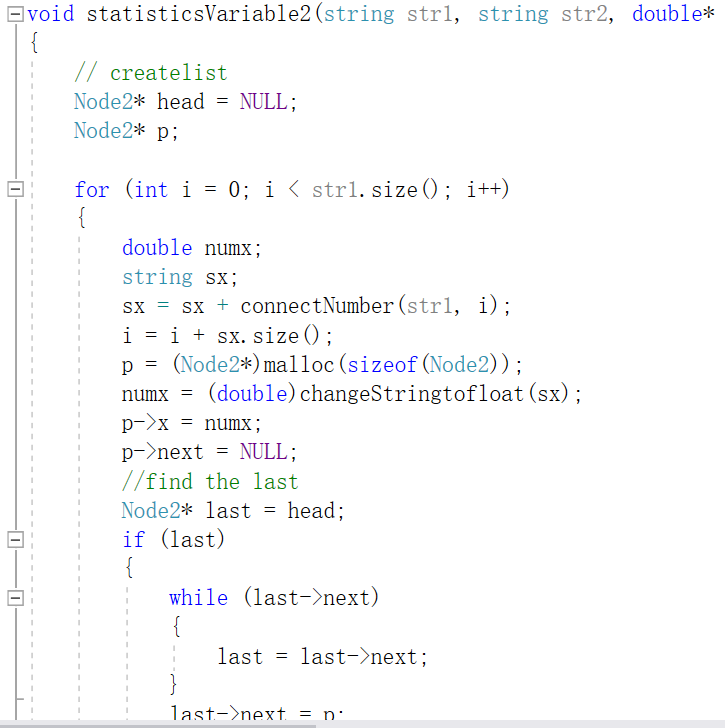 void statisticsVariable2(string str1, string str2, double*
{
// createlist
Node2* head = NULL;
Node2* p;
for (int i = 0; i < str1.size(); i++)
{
double numx;
string sx;
sx = sx + connectNumber(str1, i);
i = i + sx.size();
p = (Node2*)malloc(sizeof(Node2));
numx = (double)changeStringtofloat(sx);
p->x = numx;
p->next = NULL;
//find the last
Node2* last = head;
if (last)
{
while (last->next)
{
last = last->next;
}
last->next = p;